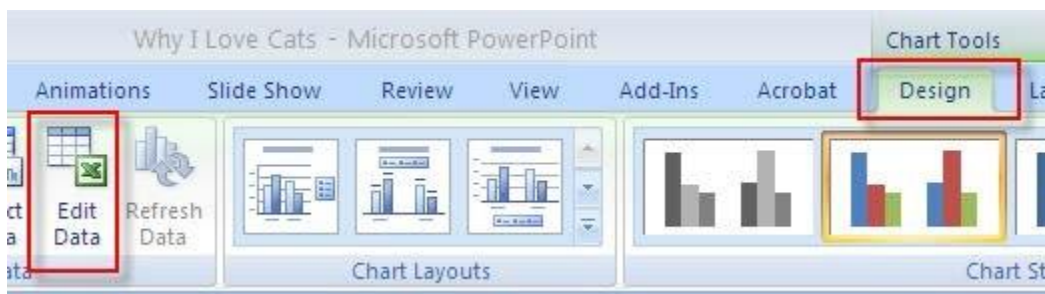 Why I Love Cats - Microsoft PowerPoint
Chart Tools
Animations Slide Show Review View Add-Ins Acrobat Design
Edit Data
Refresh Data
Chart Layouts